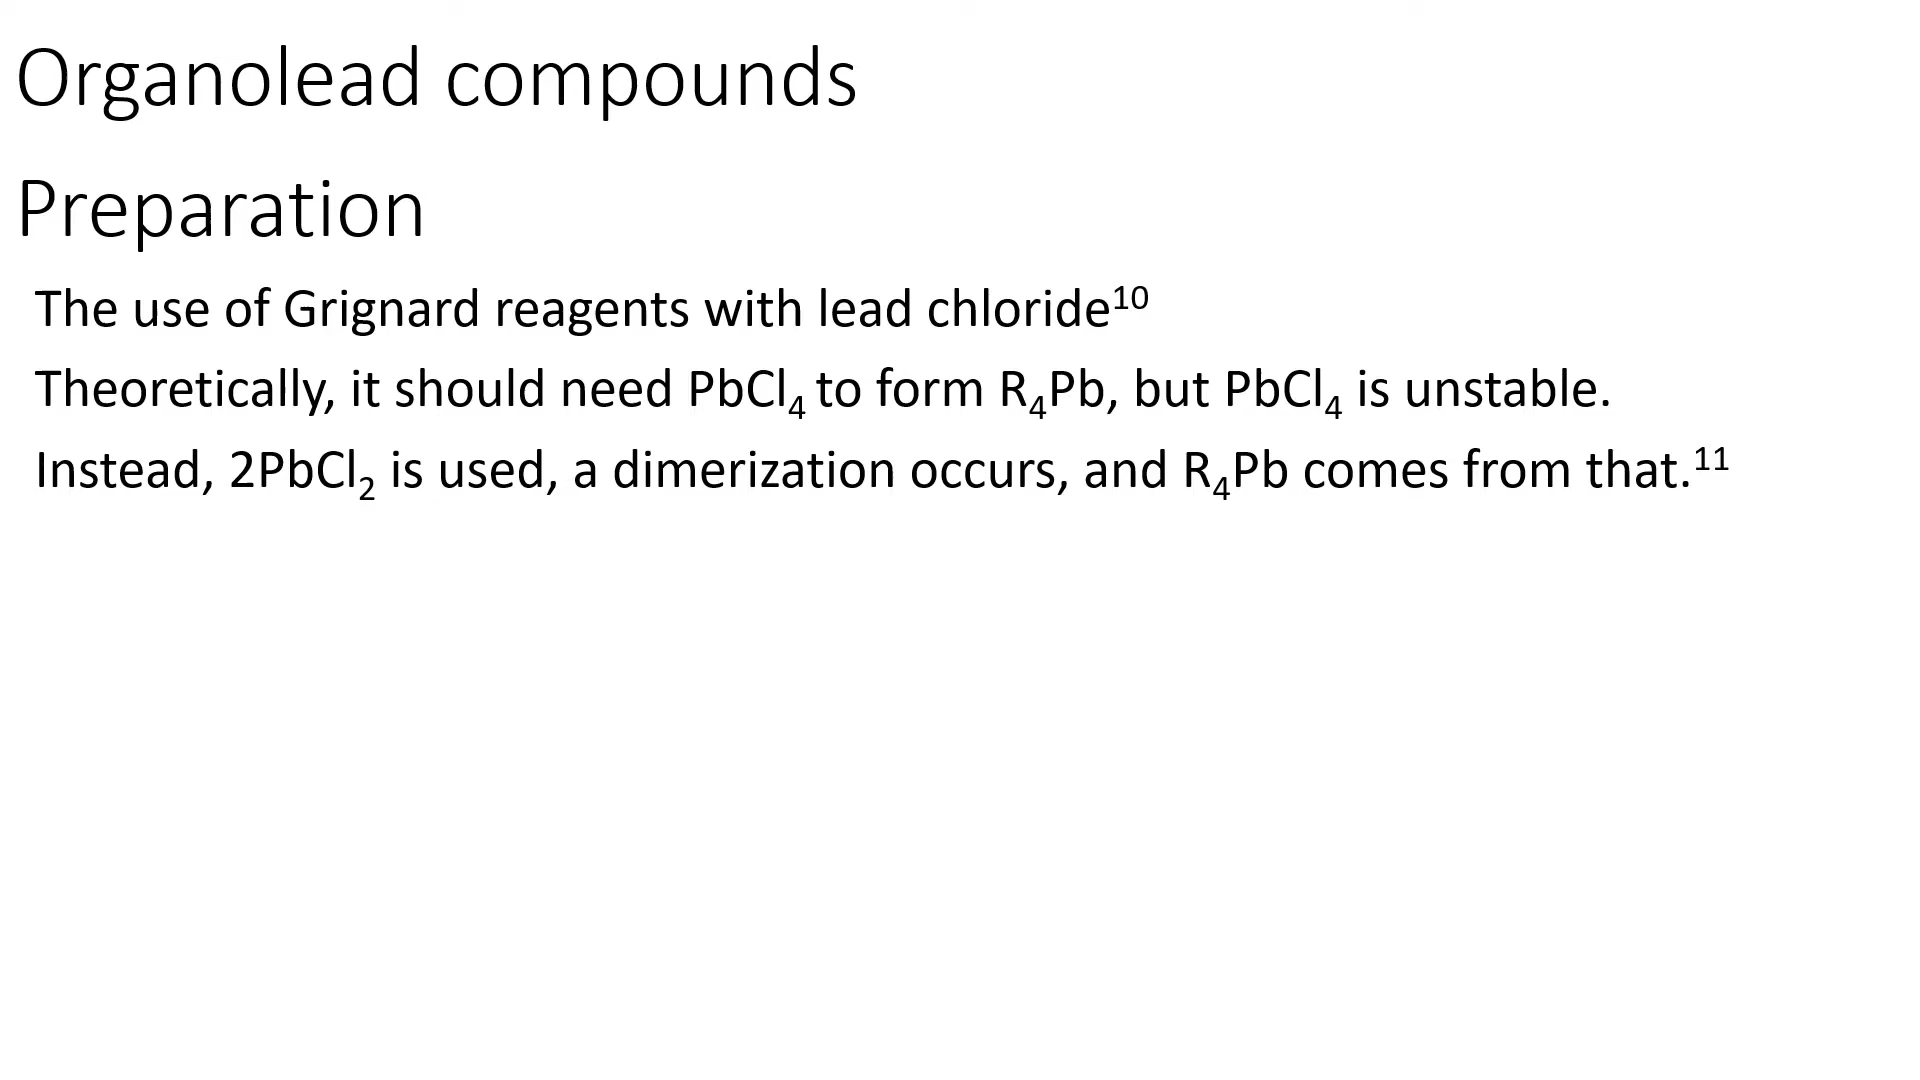 Organolead compounds
Preparation
The use of Grignard reagents with lead chloride¹⁰
Theoretically, it should need PbCl₄ to form R₄Pb, but PbCl₄ is unstable.
Instead, 2PbCl₂ is used, a dimerization occurs, and R₄Pb comes from that.¹¹